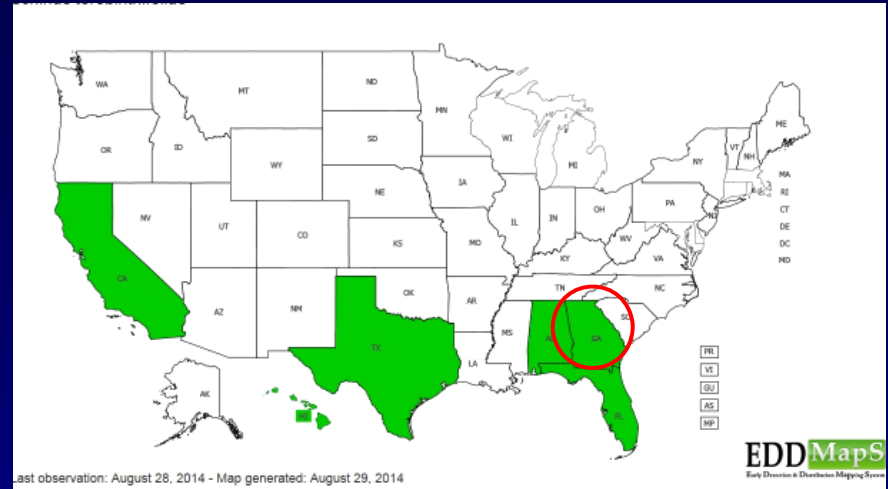 WA
MT
ND
MN
ME
OR
ID
SD
WI
VT
NH
WY
MI
NY
MA
RI
CT
DE
DC
MD
NE
IA
PA
NJ
NV
UT
CO
KS
MO
IL
IN
OH
WV
VA
KY
CA
AZ
NM
OK
AR
TN
NC
SC
MS
AL
GA
TX
LA
FL
AK
HI
PR
VI
GU
AS
MP
EDDMapS
Early Detection & Distribution Mapping System
Last observation: August 28, 2014 - Map generated: August 29, 2014